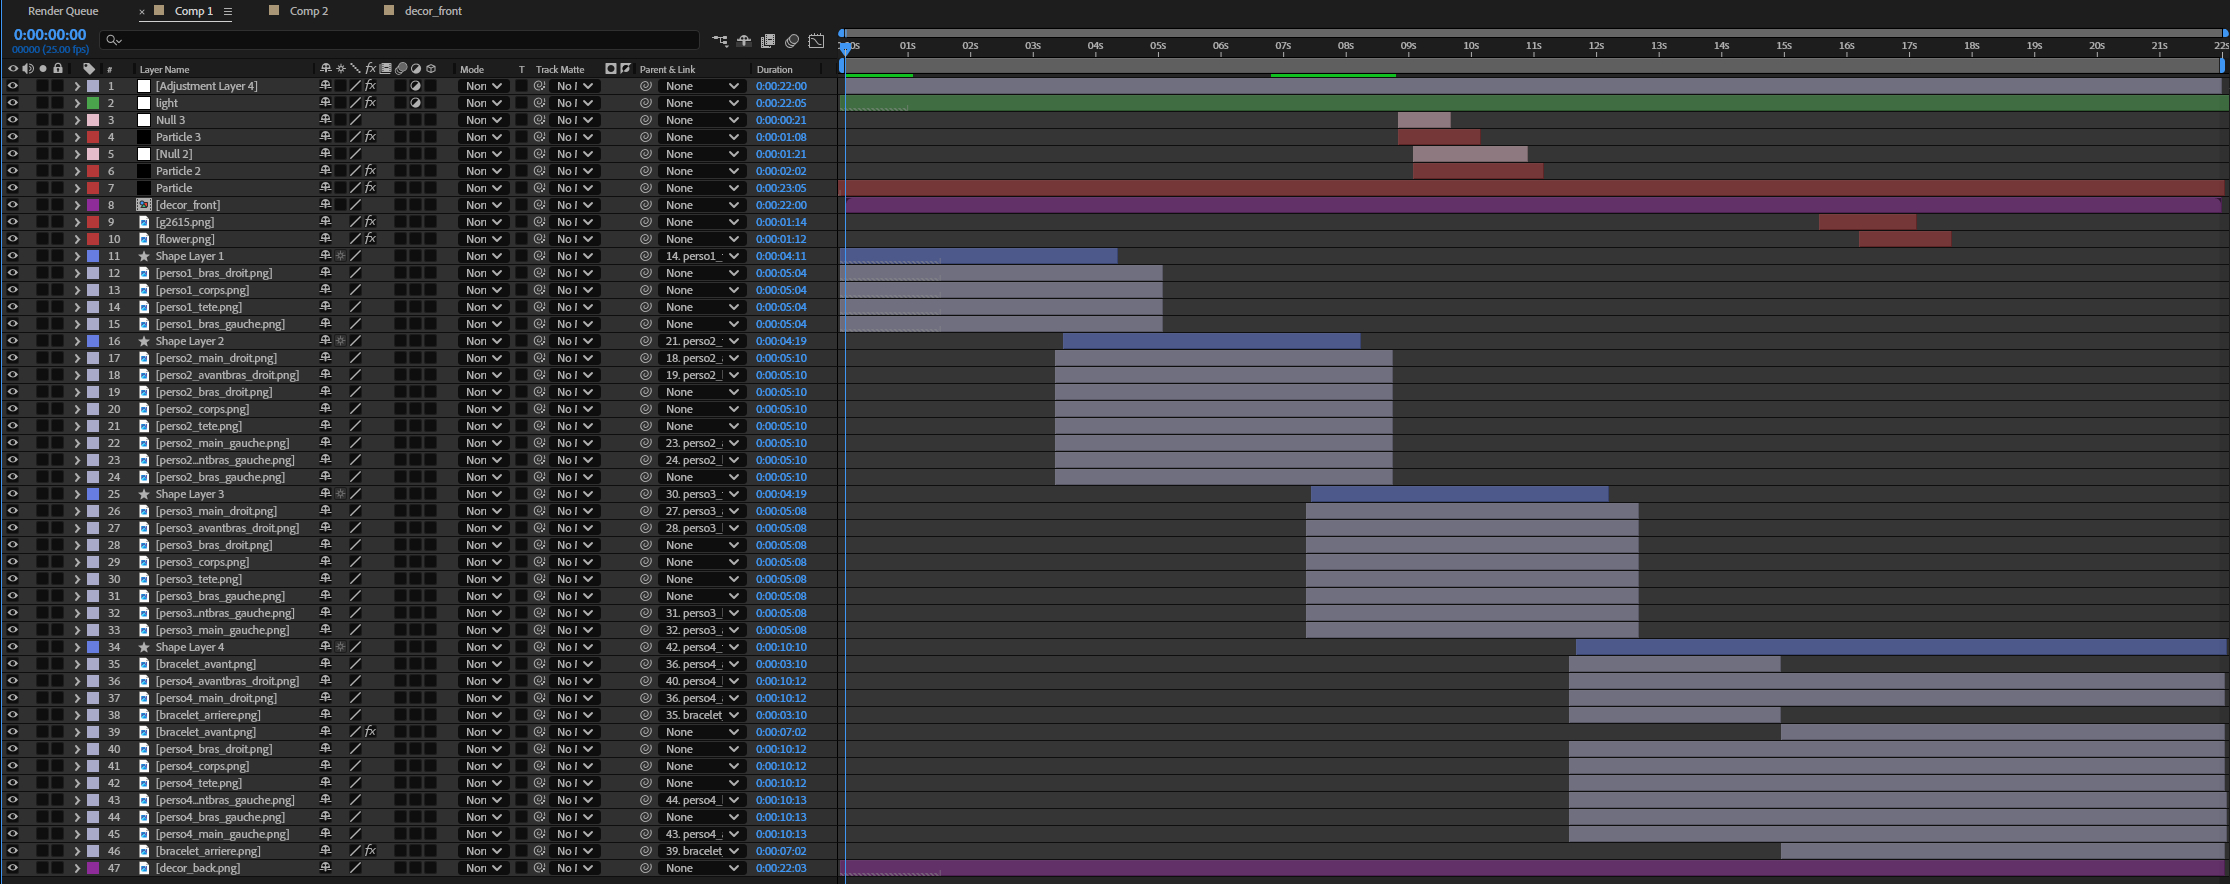 Render Queue × Comp 1 ☰ Comp 2 decor_front
0:00:00:00
00000 (25.00 fps)
:00s 01s 02s 03s 04s 05s 06s 07s 08s 09s 10s 11s 12s 13s 14s 15s 16s 17s 18s 19s 20s 21s 22s
# Layer Name fx Mode T Track Matte Parent & Link Duration
1 [Adjustment Layer 4] fx Non No I None 0:00:22:00
2 light fx Non No I None 0:00:22:05
3 Null 3 Non No I None 0:00:00:21
4 Particle 3 fx Non No I None 0:00:01:08
5 [Null 2] Non No I None 0:00:01:21
6 Particle 2 fx Non No I None 0:00:02:02
7 Particle fx Non No I None 0:00:23:05
8 [decor_front] Non No I None 0:00:22:00
9 [g2615.png] fx Non No I None 0:00:01:14
10 [flower.png] fx Non No I None 0:00:01:12
11 Shape Layer 1 Non No I 14. perso1_ 0:00:04:11
12 [perso1_bras_droit.png] Non No I None 0:00:05:04
13 [perso1_corps.png] Non No I None 0:00:05:04
14 [perso1_tete.png] Non No I None 0:00:05:04
15 [perso1_bras_gauche.png] Non No I None 0:00:05:04
16 Shape Layer 2 Non No I 21. perso2_ 0:00:04:19
17 [perso2_main_droit.png] Non No I 18. perso2_ 0:00:05:10
18 [perso2_avantbras_droit.png] Non No I 19. perso2_ 0:00:05:10
19 [perso2_bras_droit.png] Non No I None 0:00:05:10
20 [perso2_corps.png] Non No I None 0:00:05:10
21 [perso2_tete.png] Non No I None 0:00:05:10
22 [perso2_main_gauche.png] Non No I 23. perso2_ 0:00:05:10
23 [perso2...ntbras_gauche.png] Non No I 24. perso2_ 0:00:05:10
24 [perso2_bras_gauche.png] Non No I None 0:00:05:10
25 Shape Layer 3 Non No I 30. perso3_ 0:00:04:19
26 [perso3_main_droit.png] Non No I 27. perso3_ 0:00:05:08
27 [perso3_avantbras_droit.png] Non No I 28. perso3_ 0:00:05:08
28 [perso3_bras_droit.png] Non No I None 0:00:05:08
29 [perso3_corps.png] Non No I None 0:00:05:08
30 [perso3_tete.png] Non No I None 0:00:05:08
31 [perso3_bras_gauche.png] Non No I None 0:00:05:08
32 [perso3...ntbras_gauche.png] Non No I 31. perso3_ 0:00:05:08
33 [perso3_main_gauche.png] Non No I 32. perso3_ 0:00:05:08
34 Shape Layer 4 Non No I 42. perso4_ 0:00:10:10
35 [bracelet_avant.png] Non No I 36. perso4_ 0:00:03:10
36 [perso4_avantbras_droit.png] Non No I 40. perso4_ 0:00:10:12
37 [perso4_main_droit.png] Non No I 36. perso4_ 0:00:10:12
38 [bracelet_arriere.png] Non No I 35. bracelet_ 0:00:03:10
39 [bracelet_avant.png] fx Non No I None 0:00:07:02
40 [perso4_bras_droit.png] Non No I None 0:00:10:12
41 [perso4_corps.png] Non No I None 0:00:10:12
42 [perso4_tete.png] Non No I None 0:00:10:12
43 [perso4...ntbras_gauche.png] Non No I 44. perso4_ 0:00:10:13
44 [perso4_bras_gauche.png] Non No I None 0:00:10:13
45 [perso4_main_gauche.png] Non No I 43. perso4_ 0:00:10:13
46 [bracelet_arriere.png] fx Non No I 39. bracelet_ 0:00:07:02
47 [decor_back.png] Non No I None 0:00:22:03